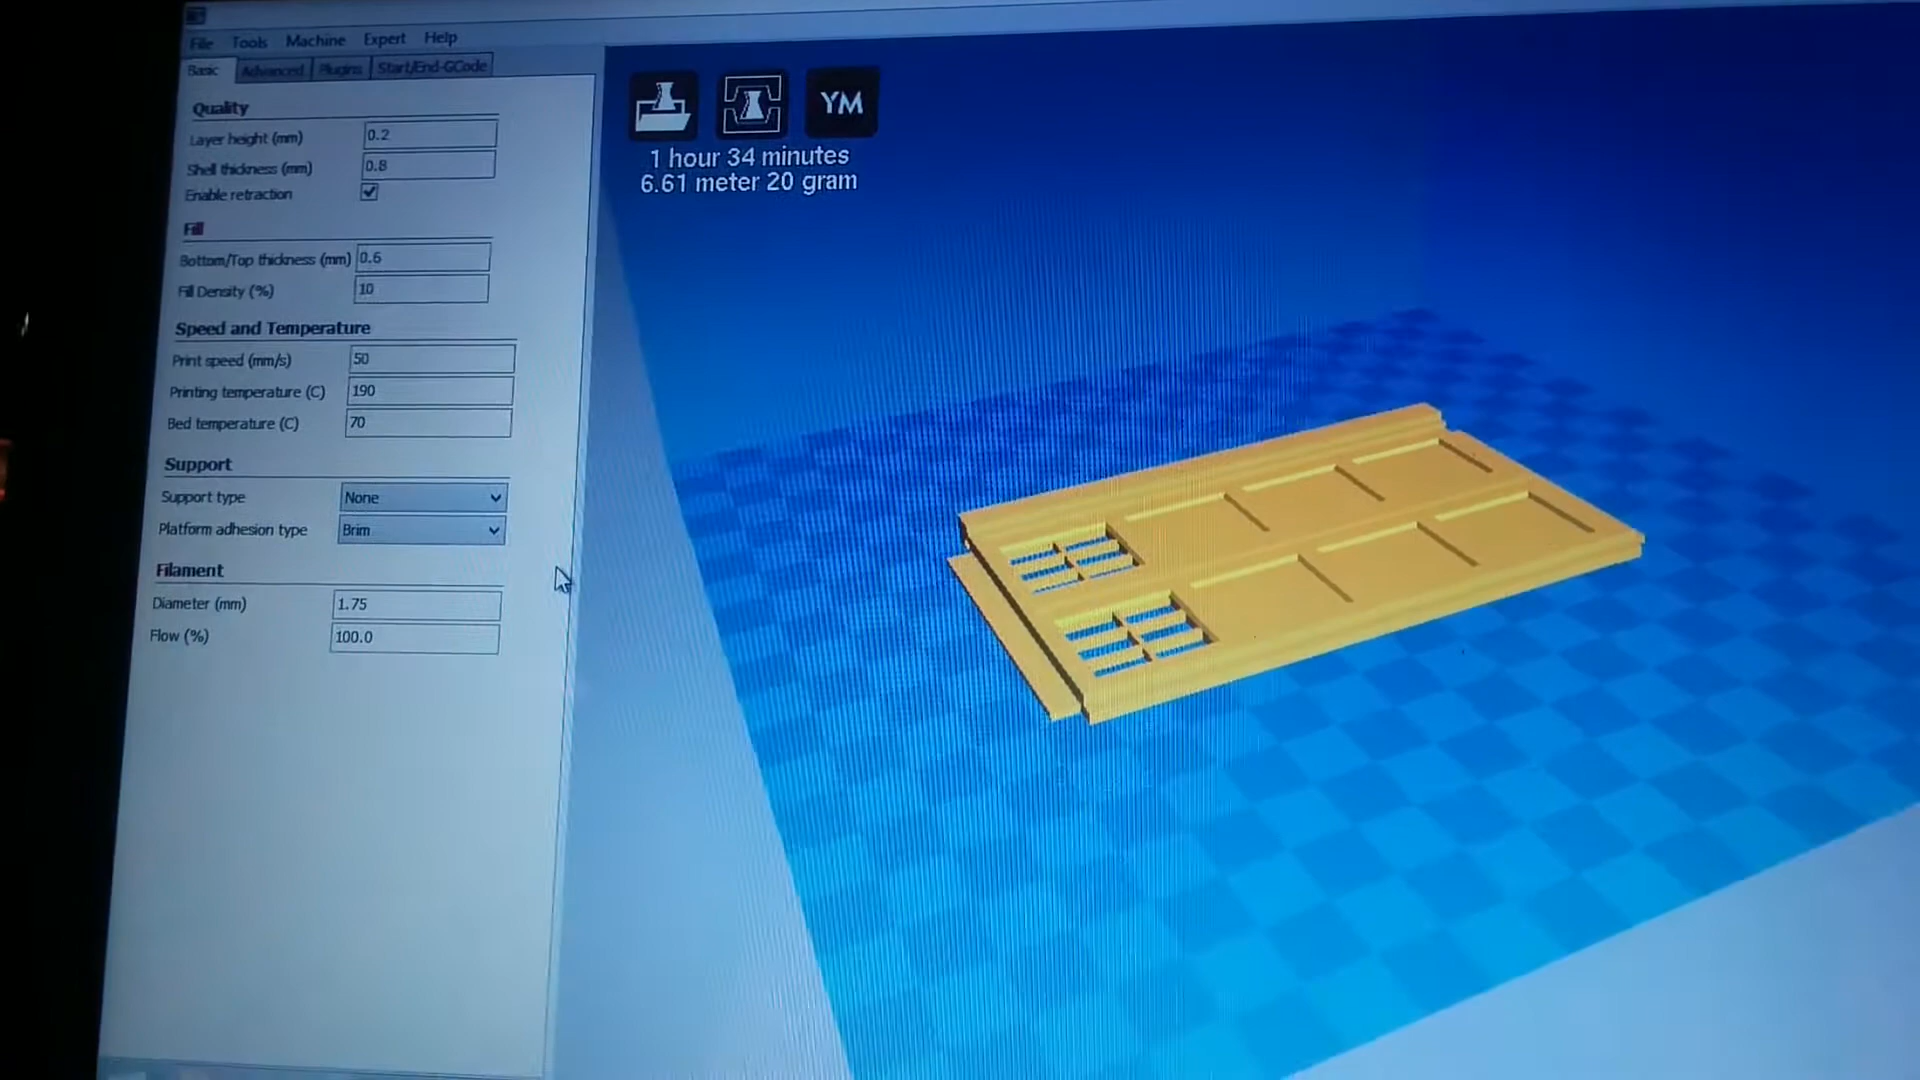 File Tools Machine Expert Help
Basic Advanced Plugins Start/End-GCode
Quality
Layer height (mm) 0.2
Shell thickness (mm) 0.8
Enable retraction
Fill
Bottom/Top thickness (mm) 0.6
Fill Density (%) 10
Speed and Temperature
Print speed (mm/s) 50
Printing temperature (C) 190
Bed temperature (C) 70
Support
Support type None
Platform adhesion type Brim
Filament
Diameter (mm) 1.75
Flow (%) 100.0
YM
1 hour 34 minutes
6.61 meter 20 gram